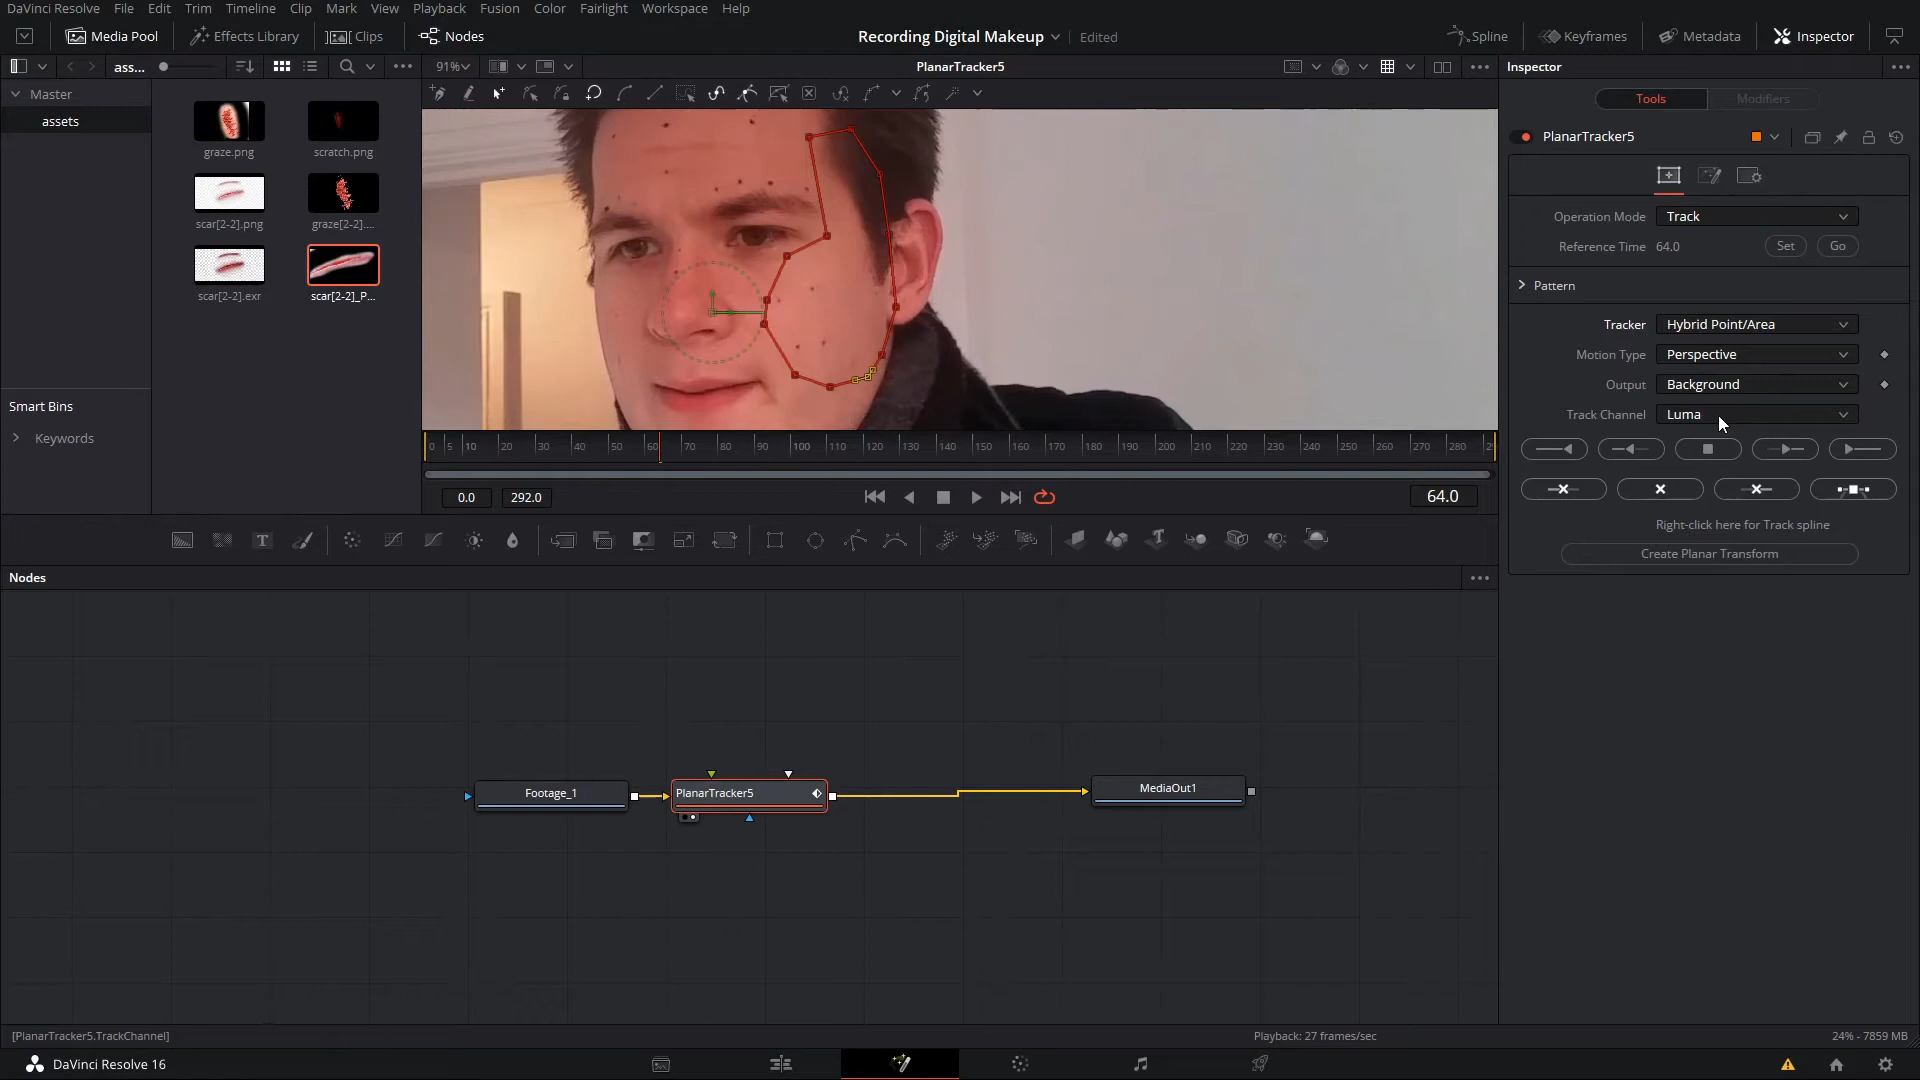 DaVinci Resolve File Edit Trim Timeline Clip Mark View Playback Fusion Color Fairlight Workspace Help
Media Pool Effects Library Clips Nodes Recording Digital Makeup Edited Spline Keyframes Metadata Inspector
ass... 91% PlanarTracker5 Inspector
Master
assets
graze.png scratch.png
scar[2-2].png graze[2-2]....
scar[2-2].exr scar[2-2]_P...
Smart Bins
Keywords
Tools Modifiers
PlanarTracker5
Operation Mode Track
Reference Time 64.0 Set Go
Pattern
Tracker Hybrid Point/Area
Motion Type Perspective
Output Background
Track Channel Luma
Right-click here for Track spline
Create Planar Transform
0 5 10 20 30 40 50 60 70 80 90 100 110 120 130 140 150 160 170 180 190 200 210 220 230 240 250 260 270 280
0.0 292.0 64.0
Nodes
Footage_1 PlanarTracker5 MediaOut1
[PlanarTracker5.TrackChannel] Playback: 27 frames/sec 24% - 7859 MB
DaVinci Resolve 16